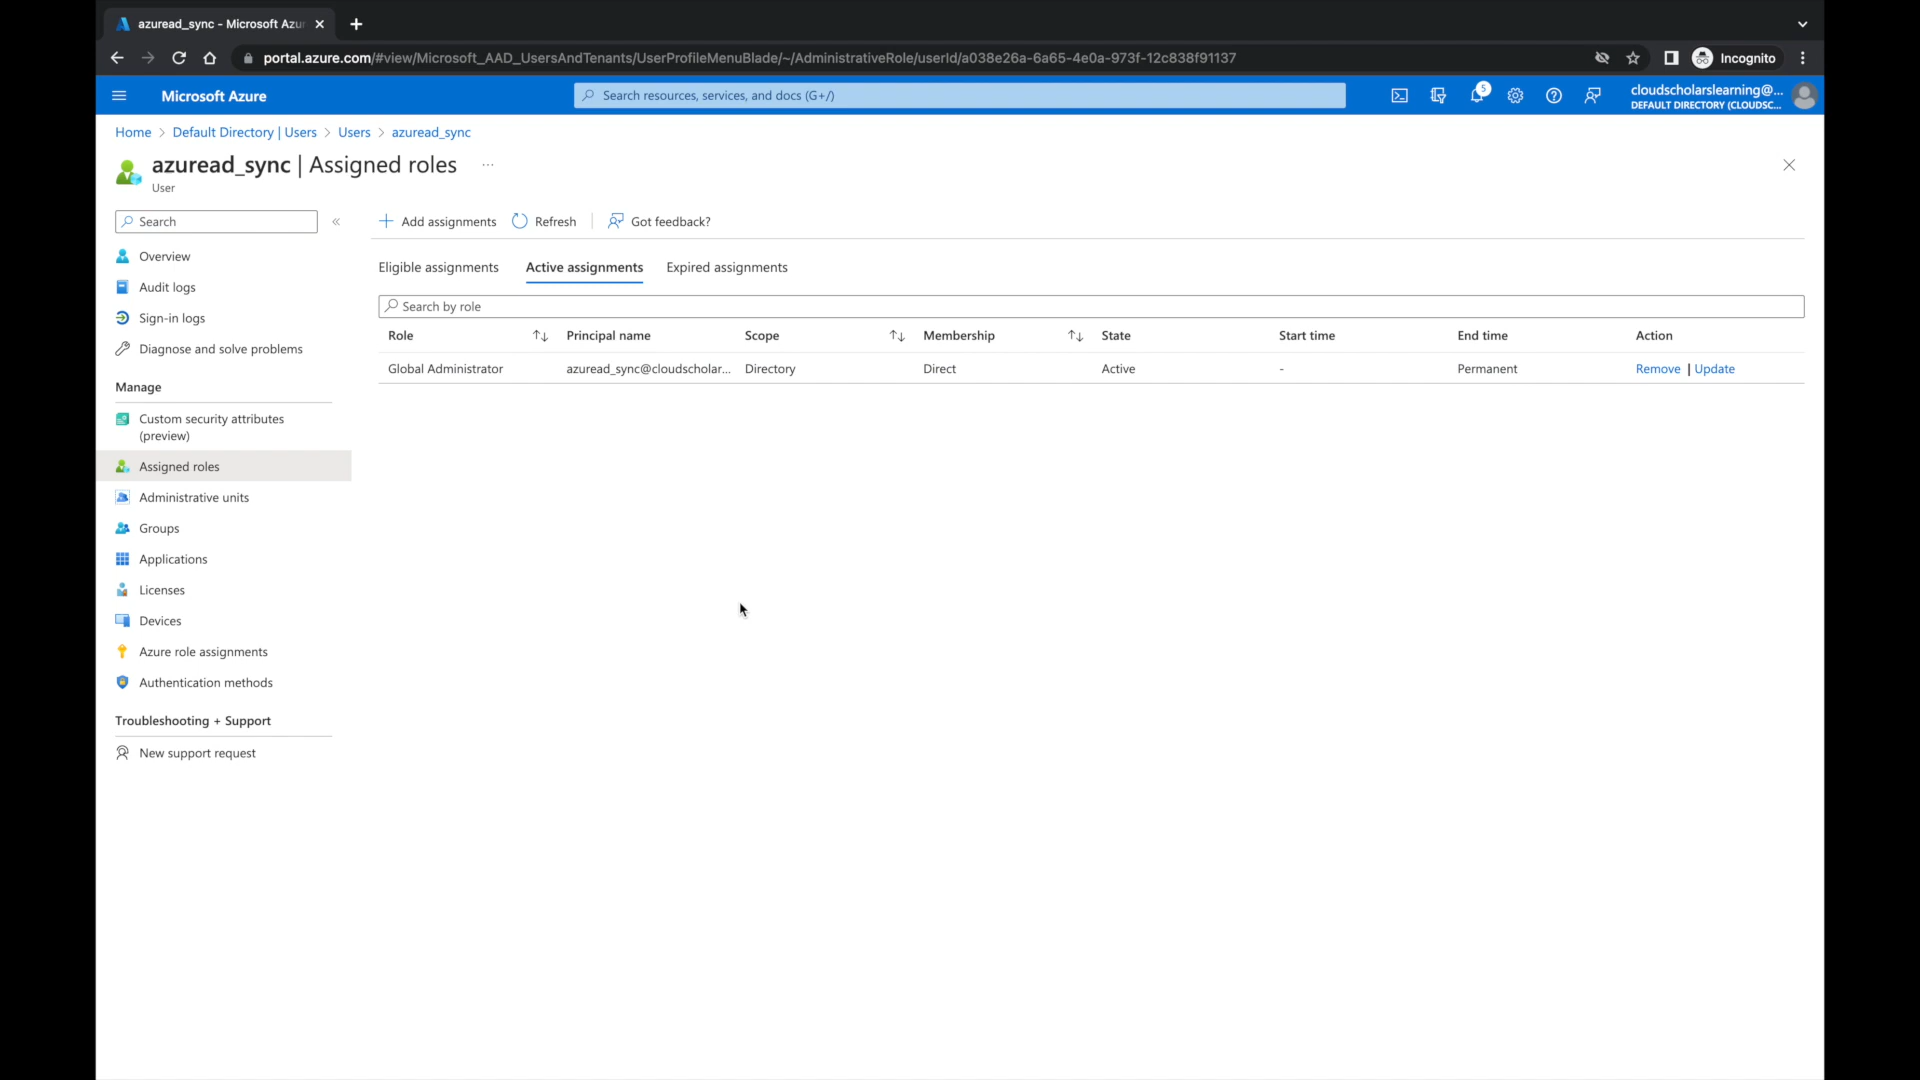 azuread_sync - Microsoft Azu
portal.azure.com/#view/Microsoft_AAD_UsersAndTenants/UserProfileMenuBlade/~/AdministrativeRole/userId/a038e26a-6a65-4e0a-973f-12c838f91137
Incognito
Microsoft Azure
Search resources, services, and docs (G+/)
5
cloudscholarslearning@...
DEFAULT DIRECTORY (CLOUDSC...
Home > Default Directory | Users > Users > azuread_sync
azuread_sync | Assigned roles ...
User
Search
«
Add assignments Refresh Got feedback?
Overview
Audit logs
Sign-in logs
Diagnose and solve problems
Manage
Custom security attributes
(preview)
Assigned roles
Administrative units
Groups
Applications
Licenses
Devices
Azure role assignments
Authentication methods
Troubleshooting + Support
New support request
Eligible assignments Active assignments Expired assignments
Search by role
Role Principal name Scope Membership State Start time End time Action
Global Administrator azuread_sync@cloudscholar... Directory Direct Active - Permanent Remove | Update